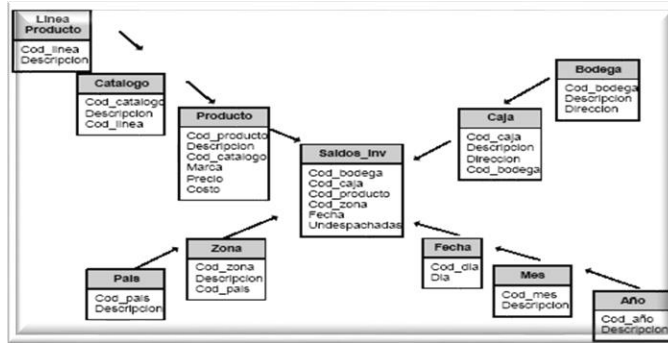 Linea
Producto
Cod_linea
Descripcion
Catalogo
Cod_catalogo
Descripcion
Cod_linea
Producto
Cod_producto
Descripcion
Cod_catalogo
Marca
Precio
Costo
Saldos_Inv
Cod_bodega
Cod_caja
Cod_producto
Cod_zona
Fecha
Undespachadas
Bodega
Cod_bodega
Descripcion
Direccion
Caja
Cod_caja
Descripcion
Direccion
Cod_bodega
Pais
Cod_pais
Descripcion
Zona
Cod_zona
Descripcion
Cod_pais
Fecha
Cod_dia
Dia
Mes
Cod_mes
Descripcion
Año
Cod_año
Descripcion